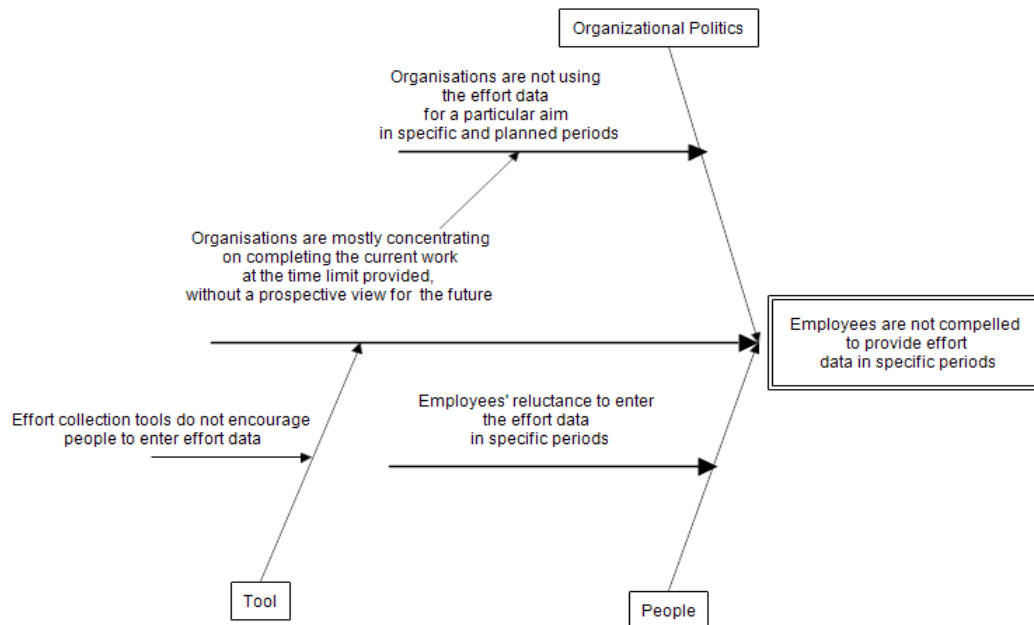 Organizational Politics
Organisations are not using
the effort data
for a particular aim
in specific and planned periods
Organisations are mostly concentrating
on completing the current work
at the time limit provided,
without a prospective view for the future
Employees are not compelled
to provide effort
data in specific periods
Effort collection tools do not encourage
people to enter effort data
Employees' reluctance to enter
the effort data
in specific periods
Tool
People